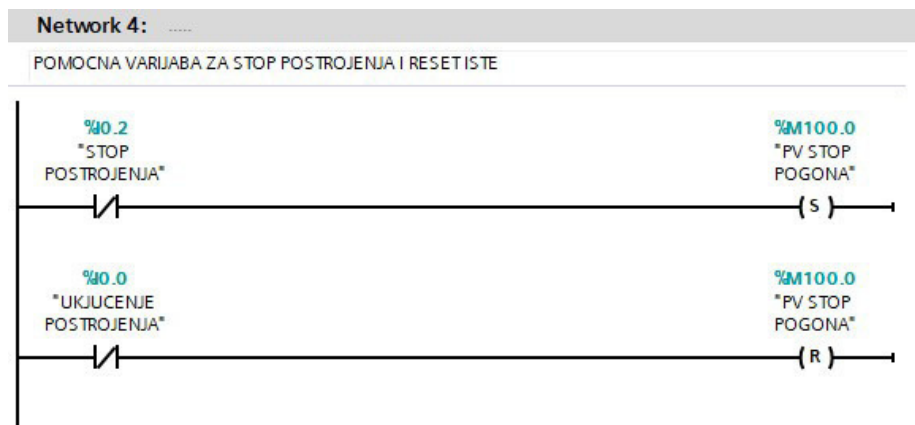 Network 4: .....
POMOCNA VARIJABA ZA STOP POSTROJENJA I RESET ISTE
%I0.2
"STOP
POSTROJENJA"
%M100.0
"PV STOP
POGONA"
( S )
%I0.0
"UKJUCENJE
POSTROJENJA"
%M100.0
"PV STOP
POGONA"
( R )